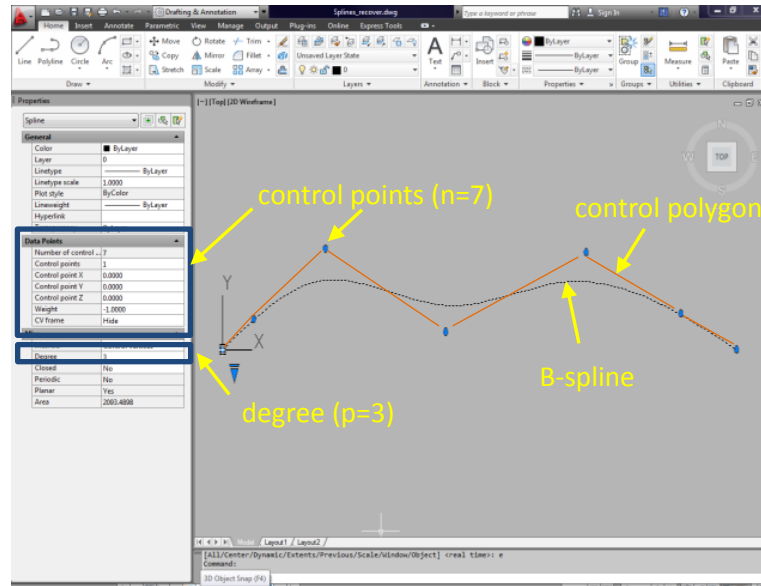 Drafting & Annotation
Splines_recover.dwg
Type a keyword or phrase
Sign In
Home Insert Annotate Parametric View Manage Output Plug-ins Online Express Tools
Line Polyline Circle Arc
Move Rotate Trim
Copy Mirror Fillet
Stretch Scale Array
Unsaved Layer State
0
Text Insert
ByLayer
ByLayer
ByLayer
Group Measure Paste
Draw Modify Layers Annotation Block Properties Groups Utilities Clipboard
Properties
[-][Top][2D Wireframe]
Spline
General
Color ByLayer
Layer 0
Linetype ByLayer
Linetype scale 1.0000
Plot style ByColor
Lineweight ByLayer
Hyperlink
Data Points
Number of control ... 7
Control points 1
Control point X 0.0000
Control point Y 0.0000
Control point Z 0.0000
Weight -1.0000
CV frame Hide
Degree 3
Closed No
Periodic No
Planar Yes
Area 2093.4898
N
W TOP E
S
control points (n=7)
control polygon
Y
X
B-spline
degree (p=3)
Model Layout1 Layout2
[All/Center/Dynamic/Extents/Previous/Scale/Window/Object] <real time>: e
Command:
3D Object Snap (F4)